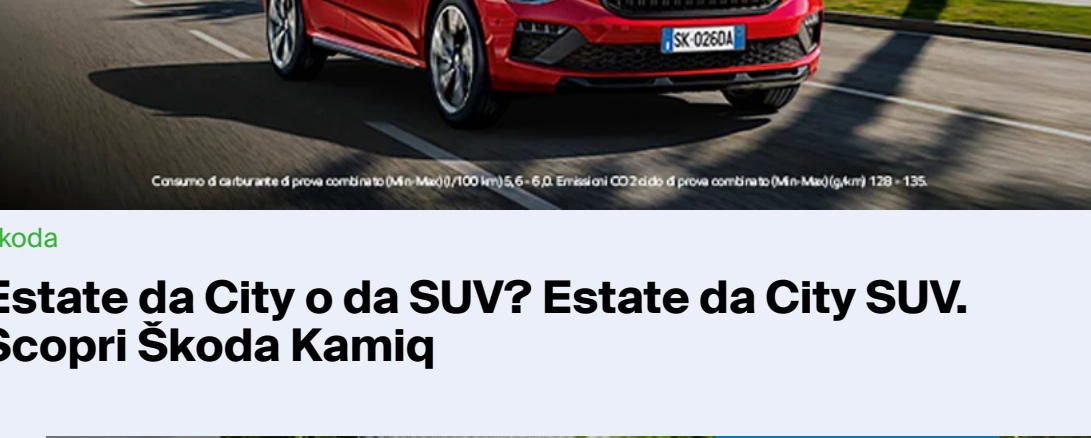 SK·026DA
Consumo di carburante di prova combinato (Min-Max) (l/100 km) 5,6 - 6,0. Emissioni CO2 ciclo di prova combinato (Min-Max) (g/km) 128 - 135.
koda
Estate da City o da SUV? Estate da City SUV.
Scopri Škoda Kamiq